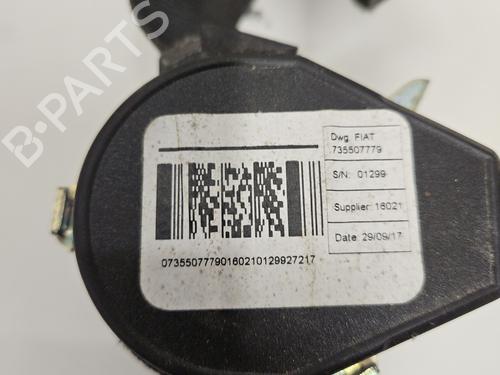 Dwg. FIAT
735507779
S/N: 01299
Supplier: 16021
Date: 29/09/17
07355077790160210129927217
B-Parts